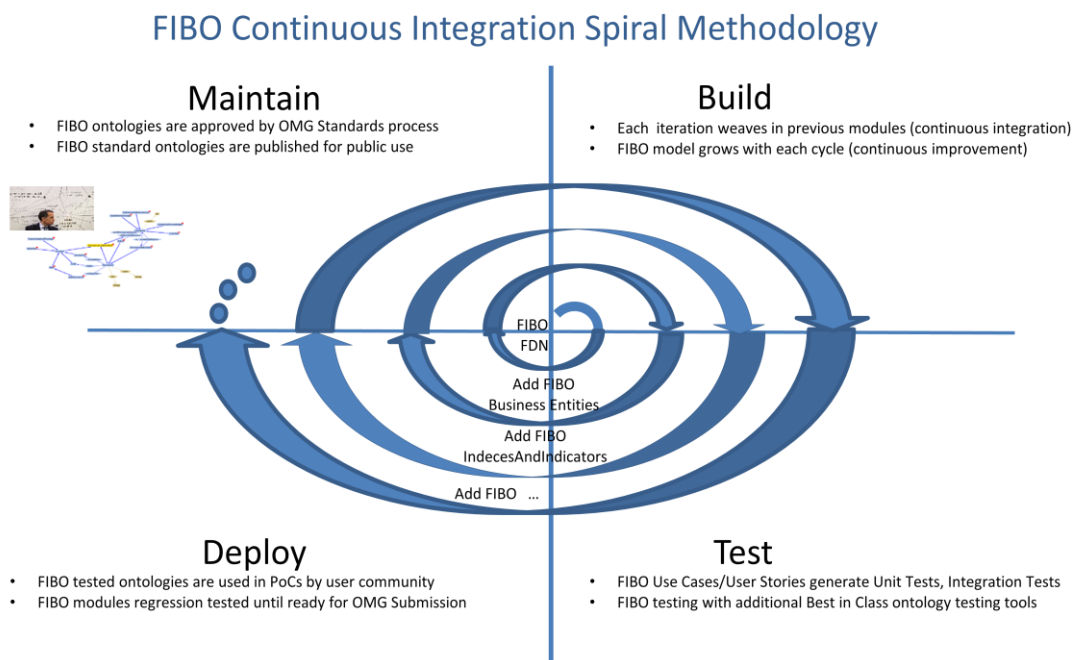 FIBO Continuous Integration Spiral Methodology
Maintain
• FIBO ontologies are approved by OMG Standards process
• FIBO standard ontologies are published for public use
Build
• Each iteration weaves in previous modules (continuous integration)
• FIBO model grows with each cycle (continuous improvement)
FIBO
FDN
Add FIBO
Business Entities
Add FIBO
IndecesAndIndicators
Add FIBO ...
Deploy
• FIBO tested ontologies are used in PoCs by user community
• FIBO modules regression tested until ready for OMG Submission
Test
• FIBO Use Cases/User Stories generate Unit Tests, Integration Tests
• FIBO testing with additional Best in Class ontology testing tools